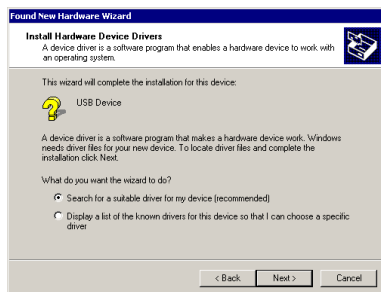 Found New Hardware Wizard
Install Hardware Device Drivers
A device driver is a software program that enables a hardware device to work with
an operating system.
This wizard will complete the installation for this device:
USB Device
A device driver is a software program that makes a hardware device work. Windows
needs driver files for your new device. To locate driver files and complete the
installation click Next.
What do you want the wizard to do?
Search for a suitable driver for my device (recommended)
Display a list of the known drivers for this device so that I can choose a specific
driver
< Back
Next >
Cancel